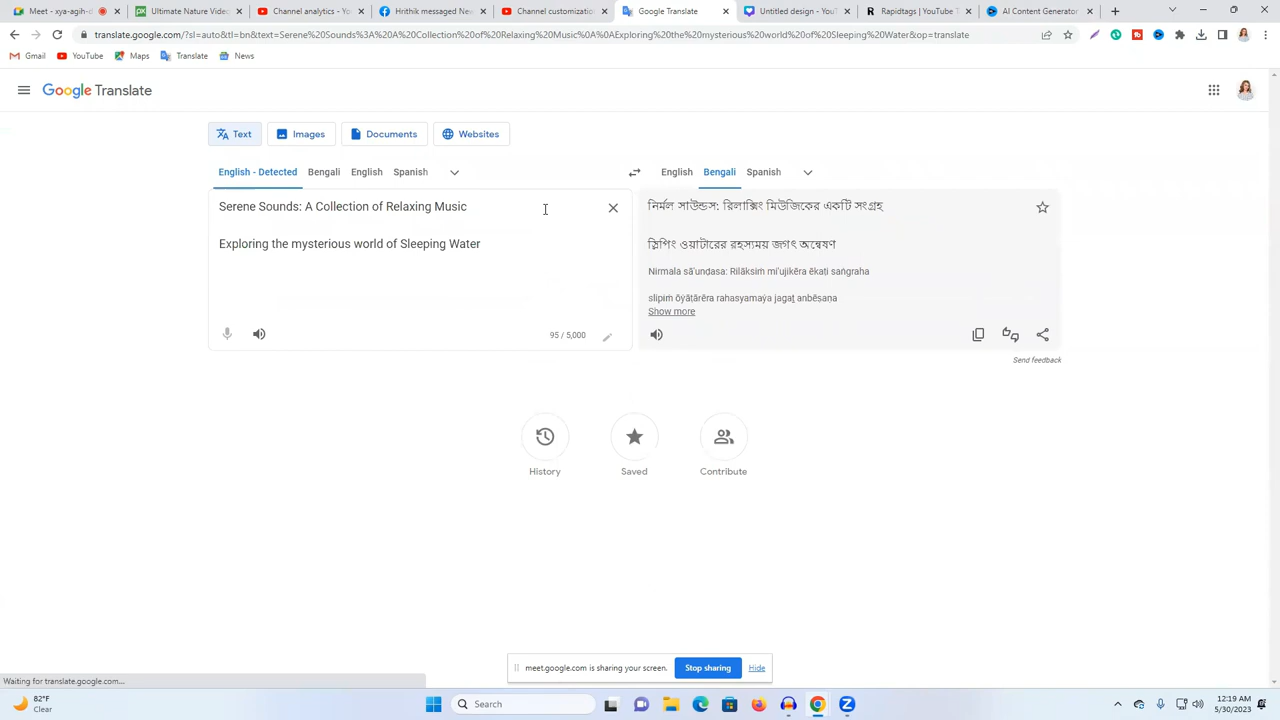 Meet - xya-agih-d
Ultimate Nature Video
Channel analytics - Yo
Hrithik messaged Ne
Channel customization
Google Translate
Untitled design - You
Rapidtags | YouTube
AI Content Generator
translate.google.com/?sl=auto&tl=bn&text=Serene%20Sounds%3A%20A%20Collection%20of%20Relaxing%20Music%0A%0AExploring%20the%20mysterious%20world%20of%20Sleeping%20Water&op=translate
Gmail YouTube Maps Translate News
Google Translate
Text Images Documents Websites
English - Detected Bengali English Spanish English Bengali Spanish
Serene Sounds: A Collection of Relaxing Music
Exploring the mysterious world of Sleeping Water
95 / 5,000
নির্মল সাউন্ডস: রিলাক্সিং মিউজিকের একটি সংগ্রহ
স্লিপিং ওয়াটারের রহস্যময় জগৎ অন্বেষণ
Nirmala sā'unḍasa: Rilāksiṁ mi'ujikēra ēkaṭi saṅgraha
slipiṁ ōẏāṭārēra rahasyamaẏa jagaṯ anbēṣaṇa
Show more
Send feedback
History Saved Contribute
meet.google.com is sharing your screen. Stop sharing Hide
Waiting for translate.google.com...
82°F
Clear
Search
12:19 AM
5/30/2023